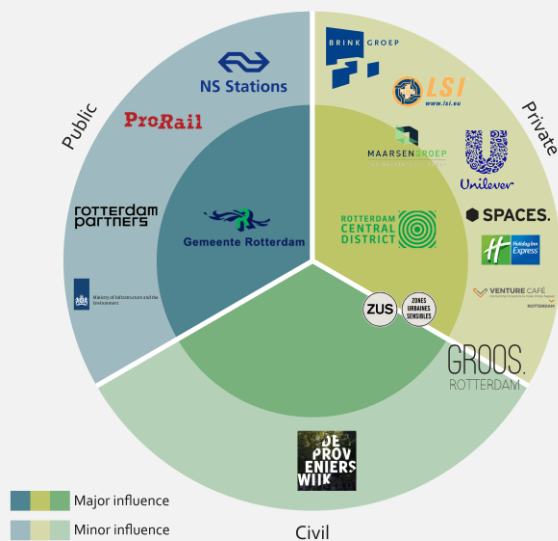 BRINK GROEP
NS Stations
LSI
www.lsi.eu
Public
Private
ProRail
MAARSENGROEP
Unilever
rotterdam
partners
Gemeente Rotterdam
ROTTERDAM
CENTRAL
DISTRICT
SPACES.
H
Holiday Inn
Express
Ministry of Infrastructure and the
Environment
VENTURE CAFÉ
ROTTERDAM
ZUS
ZONES
URBAINES
SENSIBLES
GROOS.
ROTTERDAM
DE
PROV
ENIERS
WIJK
Major influence
Minor influence
Civil